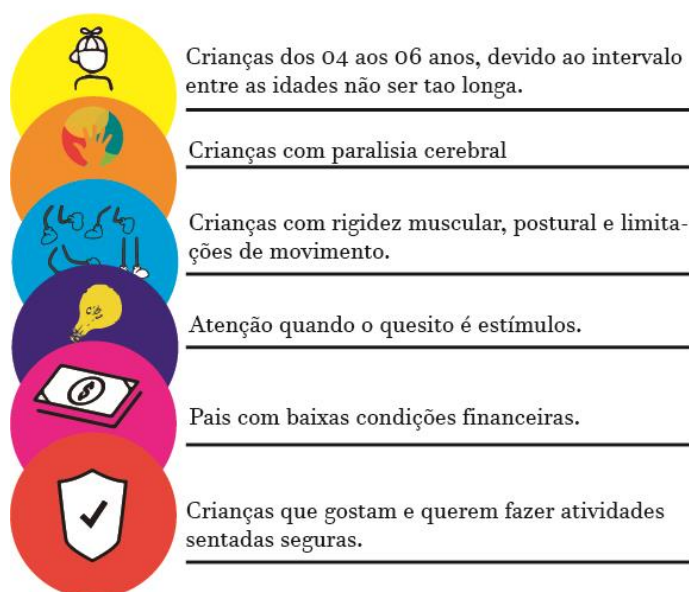 Crianças dos 04 aos 06 anos, devido ao intervalo
entre as idades não ser tao longa.
Crianças com paralisia cerebral
Crianças com rigidez muscular, postural e limita-
ções de movimento.
Atenção quando o quesito é estímulos.
$
Pais com baixas condições financeiras.
Crianças que gostam e querem fazer atividades
sentadas seguras.